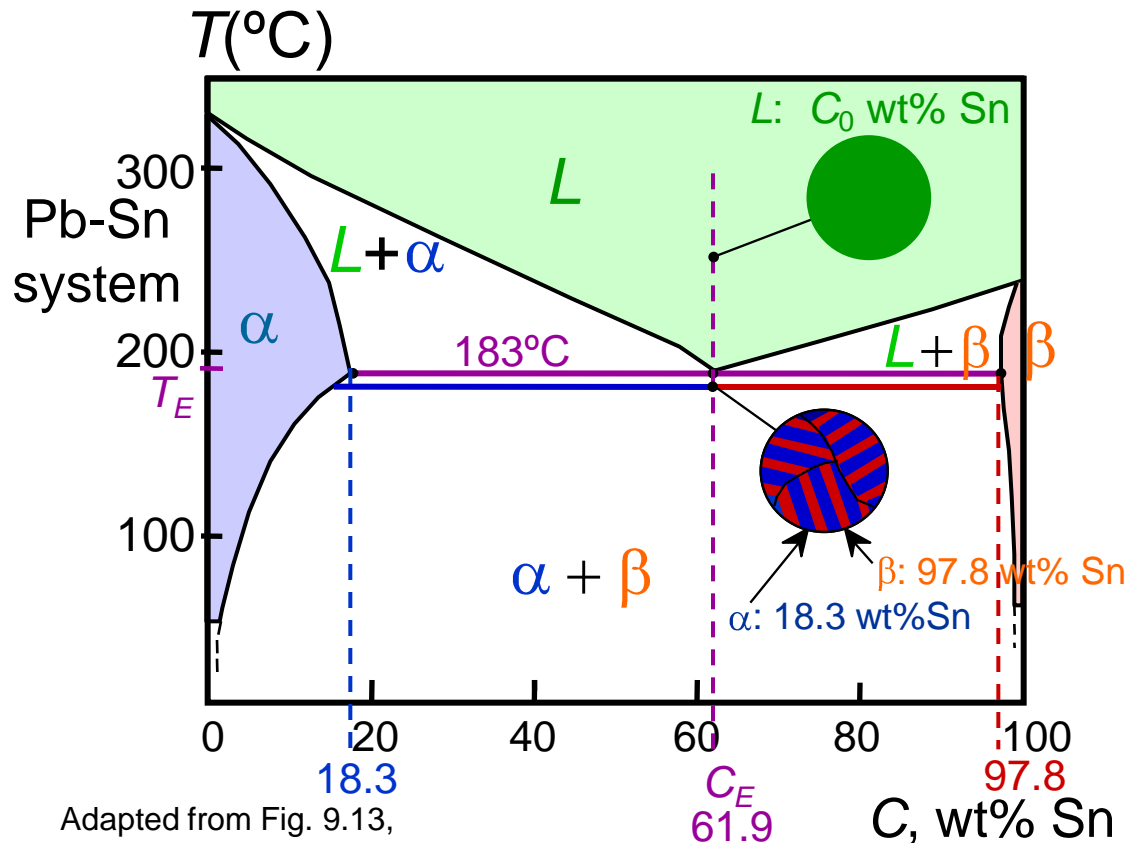 T(ºC)
L: C₀ wt% Sn
L
300
Pb-Sn
system
L+α
α
200
183ºC
L + β
β
T_E
100
α + β
β: 97.8 wt% Sn
α: 18.3 wt%Sn
0
20
40
60
80
100
18.3
C_E
97.8
Adapted from Fig. 9.13,
61.9
C, wt% Sn